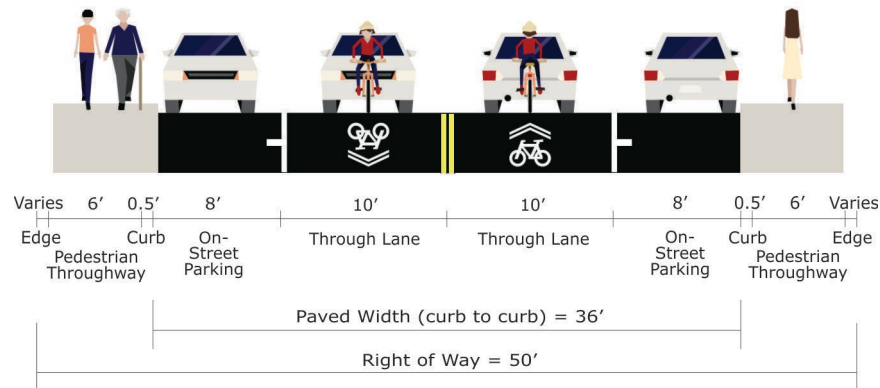 Varies 6′ 0.5′ 8′ 10′ 10′ 8′ 0.5′ 6′ Varies
Edge Curb On- Through Lane Through Lane On- Curb Edge
Pedestrian Street Street Pedestrian
Throughway Parking Parking Throughway
Paved Width (curb to curb) = 36′
Right of Way = 50′